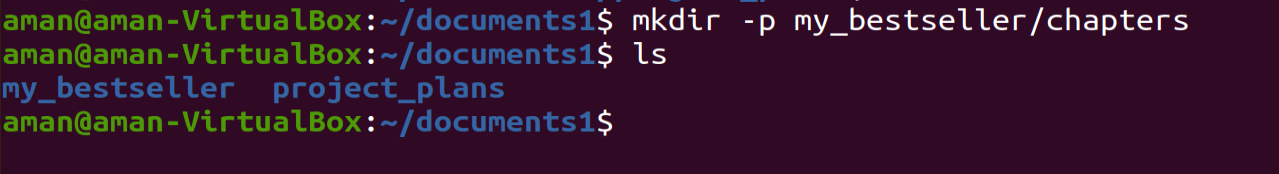 aman@aman-VirtualBox:~/documents1$ mkdir -p my_bestseller/chapters
aman@aman-VirtualBox:~/documents1$ ls
my_bestseller  project_plans
aman@aman-VirtualBox:~/documents1$